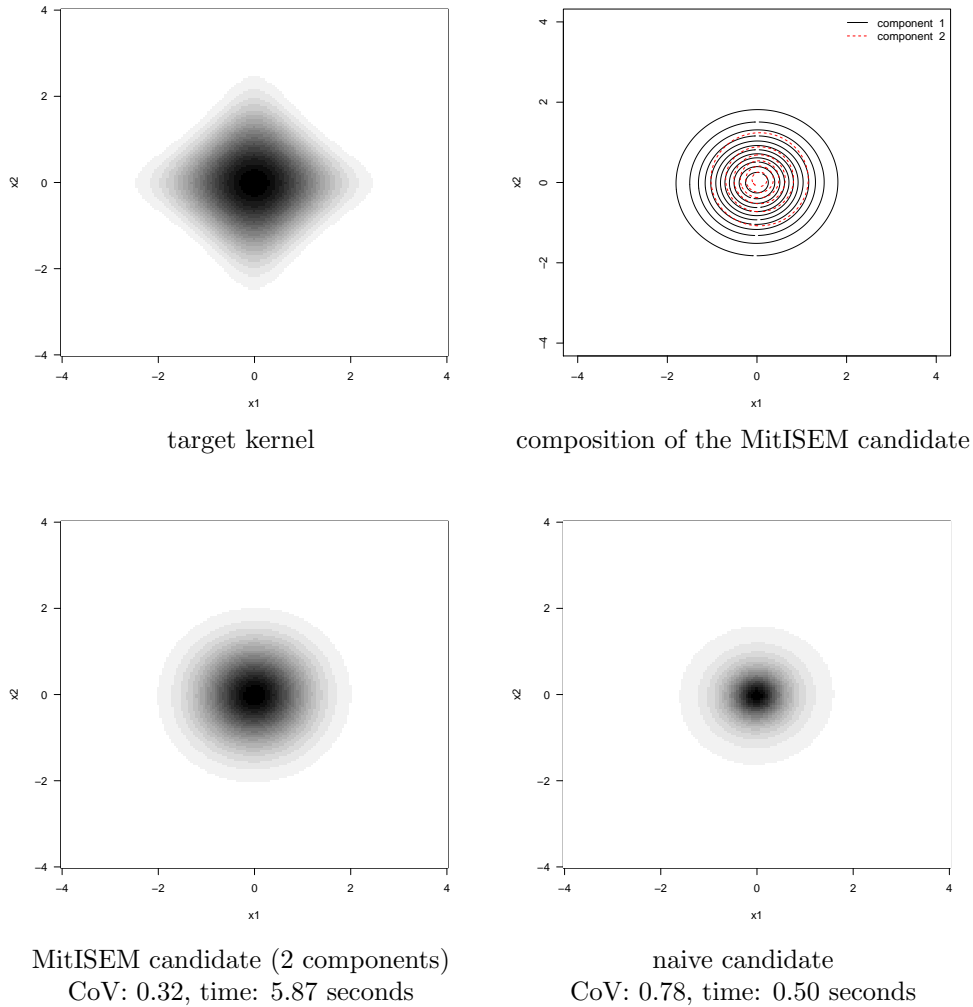 4
2
0
−2
−4
x2
−4
−2
0
2
4
x1
target kernel
component 1
component 2
4
2
0
−2
−4
x2
−4
−2
0
2
4
x1
composition of the MitISEM candidate
4
2
0
−2
−4
x2
−4
−2
0
2
4
x1
MitISEM candidate (2 components)
CoV: 0.32, time: 5.87 seconds
4
2
0
−2
−4
x2
−4
−2
0
2
4
x1
naive candidate
CoV: 0.78, time: 0.50 seconds